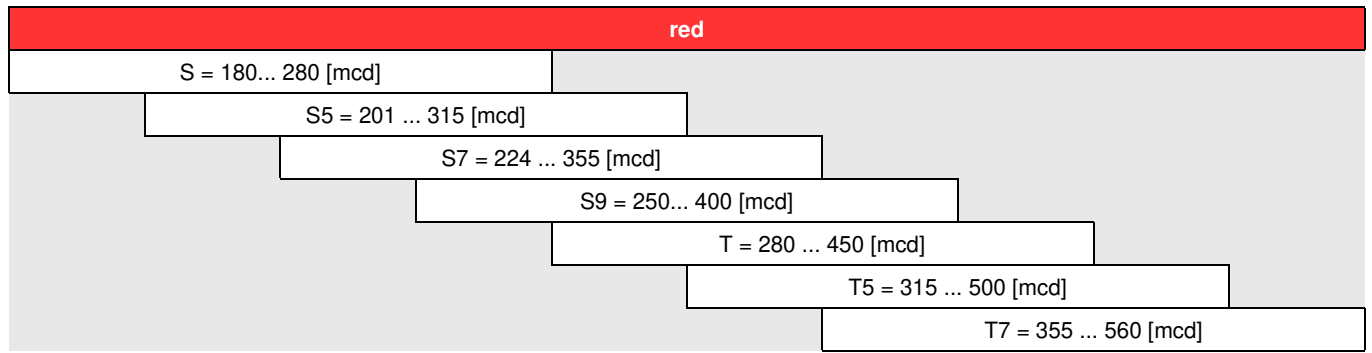 red
S = 180... 280 [mcd]
S5 = 201 ... 315 [mcd]
S7 = 224 ... 355 [mcd]
S9 = 250... 400 [mcd]
T = 280 ... 450 [mcd]
T5 = 315 ... 500 [mcd]
T7 = 355 ... 560 [mcd]